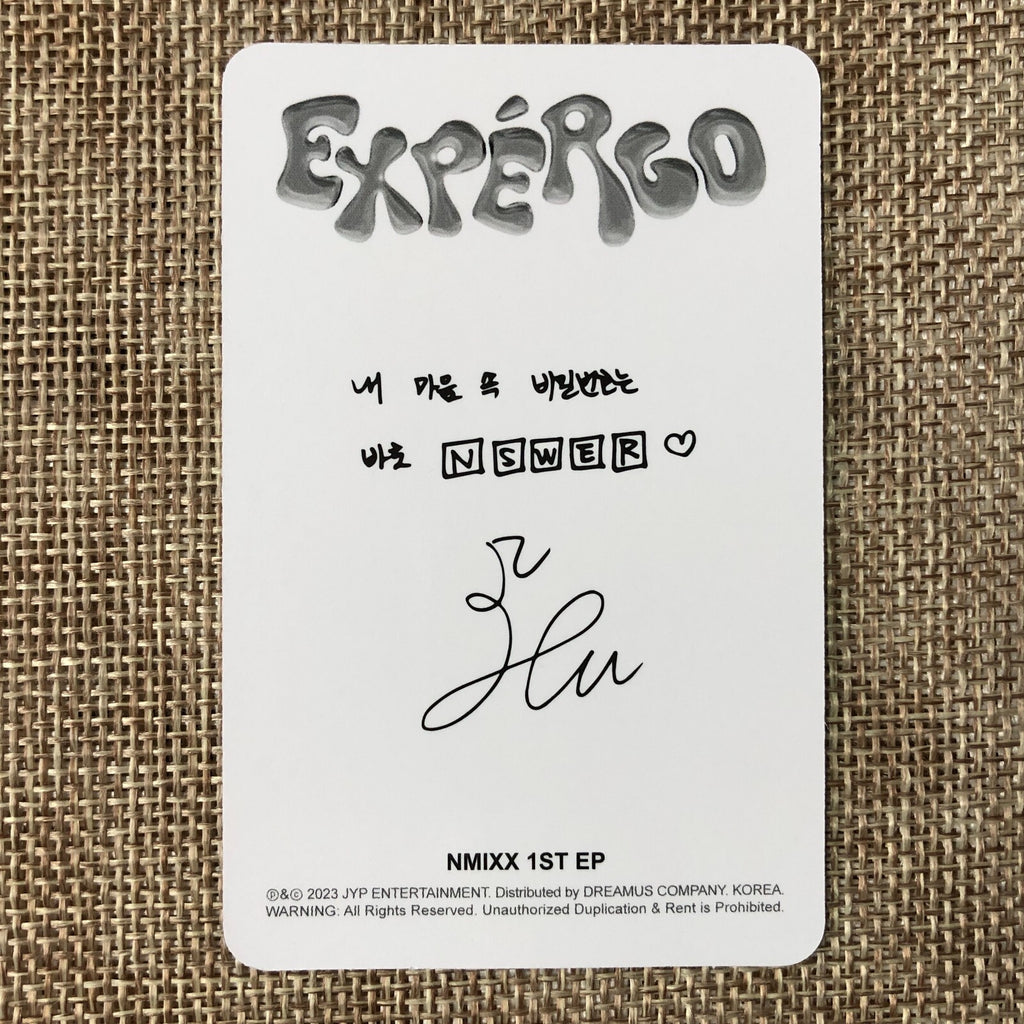 EXPÉRGO
내 마음 쏙 비밀번호는
바로 NSWER♡
NMIXX 1ST EP
℗&© 2023 JYP ENTERTAINMENT. Distributed by DREAMUS COMPANY. KOREA.
WARNING: All Rights Reserved. Unauthorized Duplication & Rent is Prohibited.